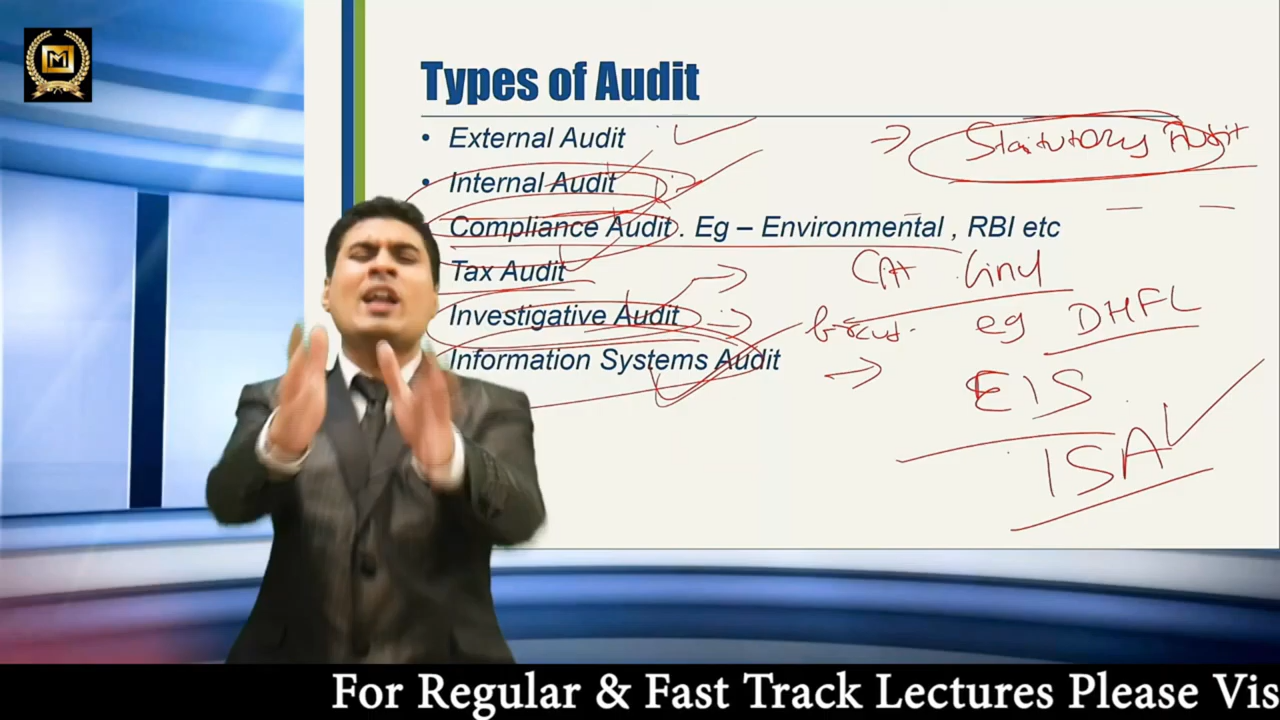 M
Types of Audit
• External Audit
→ Statutory Audit
• Internal Audit
Compliance Audit . Eg – Environmental , RBI etc
Tax Audit
Investigative Audit
eg DHFL
Information Systems Audit
→ EIS
ISA
For Regular & Fast Track Lectures Please Vis